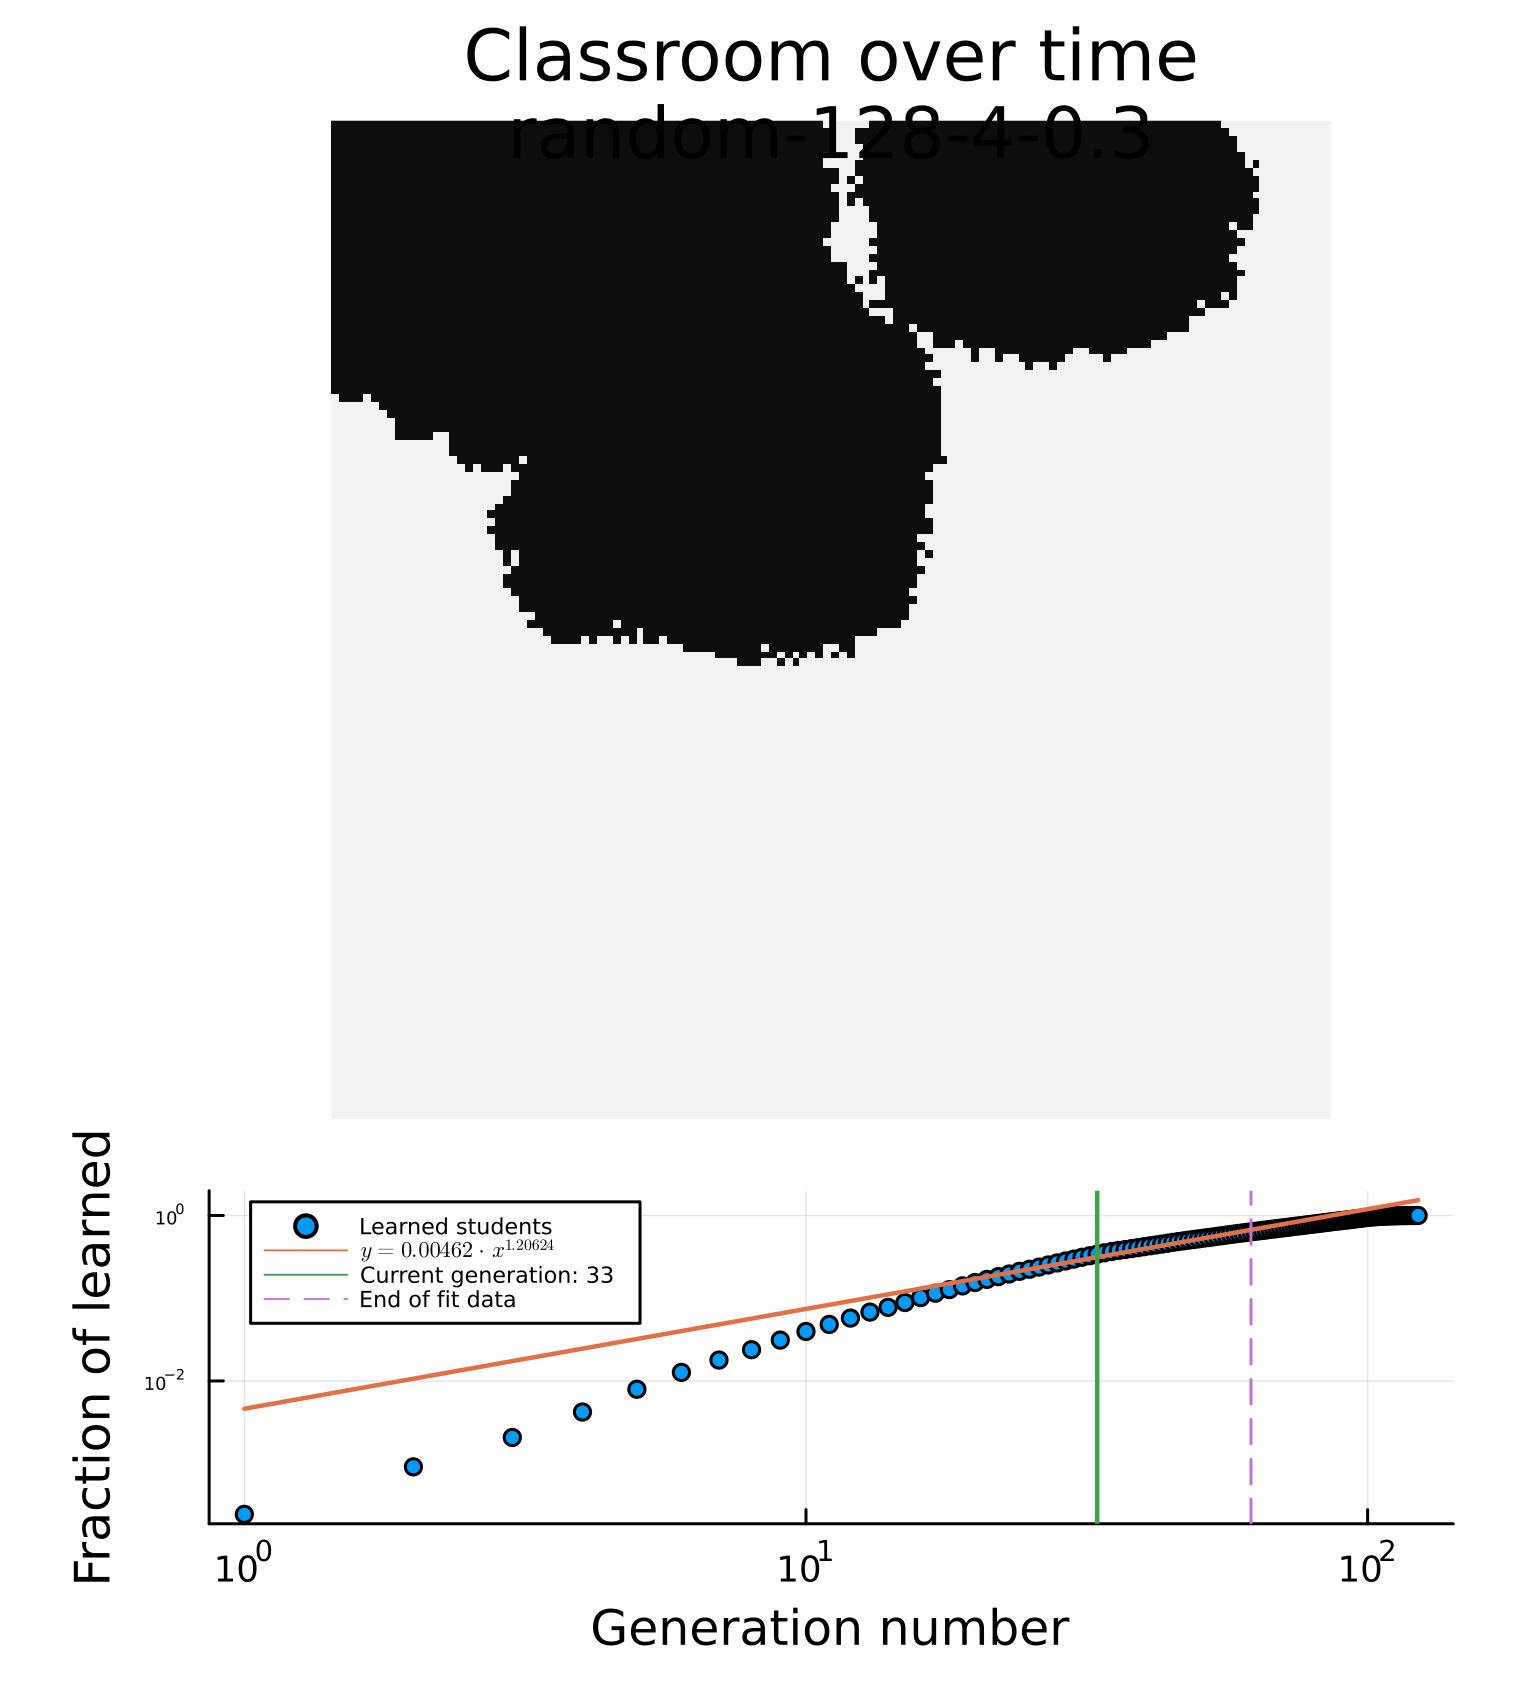 Classroom over time
random-128-4-0.3
Fraction of learned
10⁰
10⁻²
Learned students
y = 0.00462 · x^1.20624
Current generation: 33
End of fit data
10⁰ 10¹ 10²
Generation number